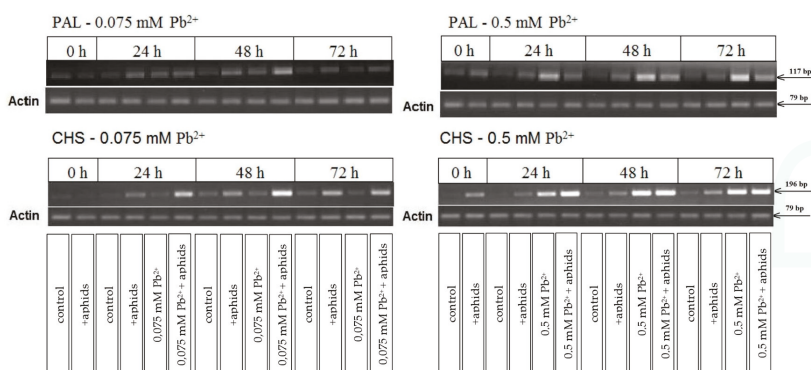 PAL - 0.075 mM Pb²⁺
0 h 24 h 48 h 72 h
Actin
CHS - 0.075 mM Pb²⁺
0 h 24 h 48 h 72 h
Actin
control
+aphids
control
+aphids
0,075 mM Pb²⁺
0,075 mM Pb²⁺+ aphids
control
+aphids
0,075 mM Pb²⁺
0,075 mM Pb²⁺+ aphids
control
+aphids
0,075 mM Pb²⁺
0,075 mM Pb²⁺+ aphids
PAL - 0.5 mM Pb²⁺
0 h 24 h 48 h 72 h
117 bp
Actin
79 bp
CHS - 0.5 mM Pb²⁺
0 h 24 h 48 h 72 h
196 bp
Actin
79 bp
control
+aphids
control
+aphids
0.5 mM Pb²⁺
0.5 mM Pb²⁺+ aphids
control
+aphids
0.5 mM Pb²⁺
0.5 mM Pb²⁺+ aphids
control
+aphids
0.5 mM Pb²⁺
0.5 mM Pb²⁺+ aphids